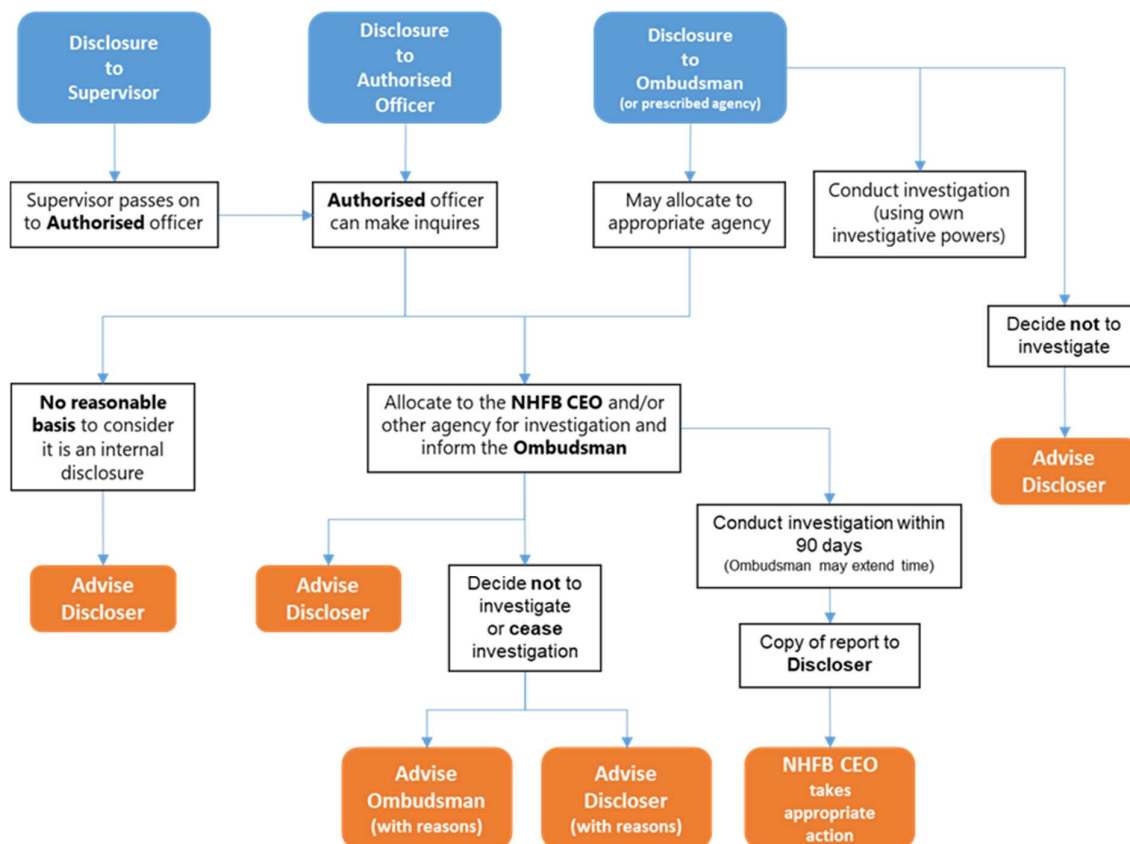 Disclosure
to
Supervisor
Disclosure
to
Authorised
Officer
Disclosure
to
Ombudsman
(or prescribed agency)
Supervisor passes on
to Authorised officer
Authorised officer
can make inquires
May allocate to
appropriate agency
Conduct investigation
(using own
investigative powers)
Decide not to
investigate
No reasonable
basis to consider
it is an internal
disclosure
Allocate to the NHFB CEO and/or
other agency for investigation and
inform the Ombudsman
Advise
Discloser
Conduct investigation within
90 days
(Ombudsman may extend time)
Advise
Discloser
Advise
Discloser
Decide not to
investigate
or cease
investigation
Copy of report to
Discloser
Advise
Ombudsman
(with reasons)
Advise
Discloser
(with reasons)
NHFB CEO
takes
appropriate
action